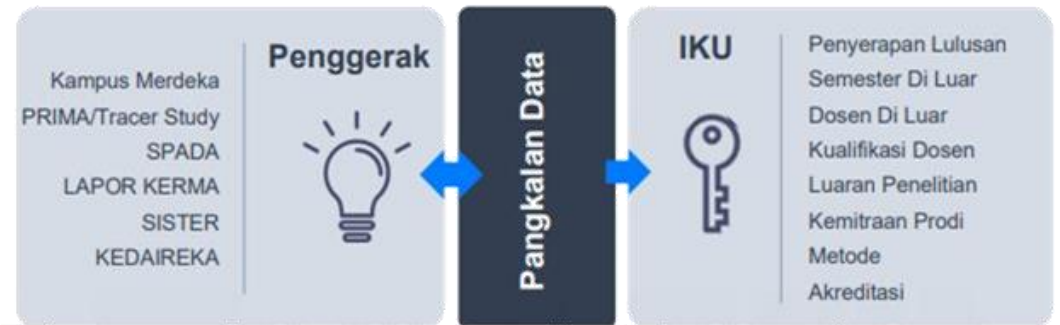 Penggerak
Kampus Merdeka
PRIMA/Tracer Study
SPADA
LAPOR KERMA
SISTER
KEDAIREKA
Pangkalan Data
IKU
Penyerapan Lulusan
Semester Di Luar
Dosen Di Luar
Kualifikasi Dosen
Luaran Penelitian
Kemitraan Prodi
Metode
Akreditasi